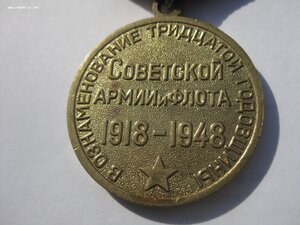 В ОЗНАМЕНОВАНИЕ ТРИДЦАТОЙ ГОДОВЩИНЫ
СОВЕТСКОЙ
АРМИИ и ФЛОТА
1918-1948